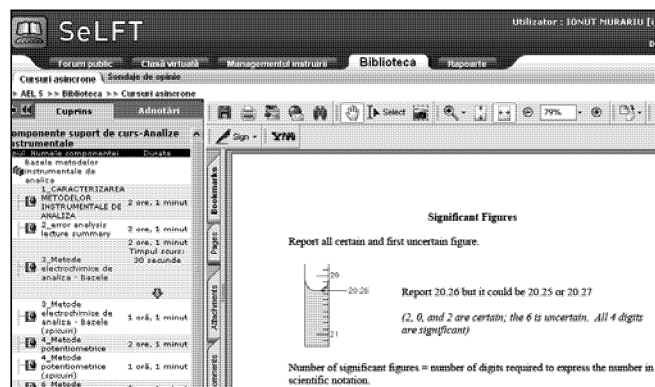 SeLFT
Utilizator : IONUT MURARIU [i
D
Forum public Clasă virtuală Managementul instruirii Biblioteca Rapoarte
Cursuri asincrone Sondaje de opinie
> AEL 5 >> Biblioteca >> Cursuri asincrone
Cuprins Adnotări
omponente suport de curs-Analize
strumentale
Numele componentei Durata
Bazele metodelor
instrumentale de
analiza
1_CARACTERIZAREA
METODELOR
INSTRUMENTALE DE
ANALIZA
2 ore, 1 minut
2_error analysis
lecture summary
2 ore, 1 minut
3_Metode
electrochimice de
analiza - Bazele
2 ore, 1 minut
Timpul scurs:
30 secunde
3_Metode
electrochimice de
analiza - Bazele
(spicuiri)
1 oră, 1 minut
4_Metode
potentiometrice
2 ore, 1 minut
4_Metode
potentiometrice
(spicuiri)
1 oră, 1 minut
6_Metode
Select
79%
Sign
Bookmarks
Pages
Attachments
omments
Significant Figures
Report all certain and first uncertain figure.
20
20.26
21
Report 20.26 but it could be 20.25 or 20.27
(2, 0, and 2 are certain; the 6 is uncertain. All 4 digits
are significant)
Number of significant figures = number of digits required to express the number in
scientific notation.